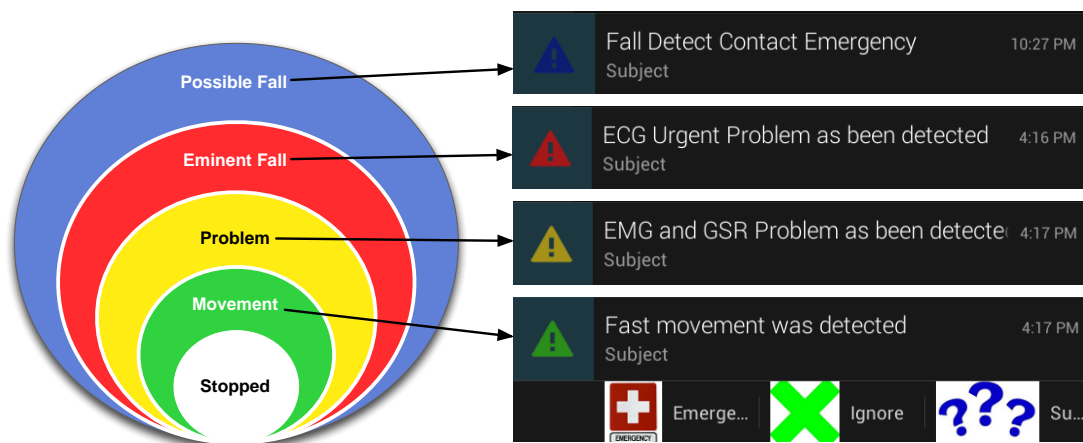 Possible Fall
Eminent Fall
Problem
Movement
Stopped
Fall Detect Contact Emergency 10:27 PM
Subject
ECG Urgent Problem as been detected 4:16 PM
Subject
EMG and GSR Problem as been detecte 4:17 PM
Subject
Fast movement was detected 4:17 PM
Subject
EMERGENCY Emerge... Ignore ??? Su...